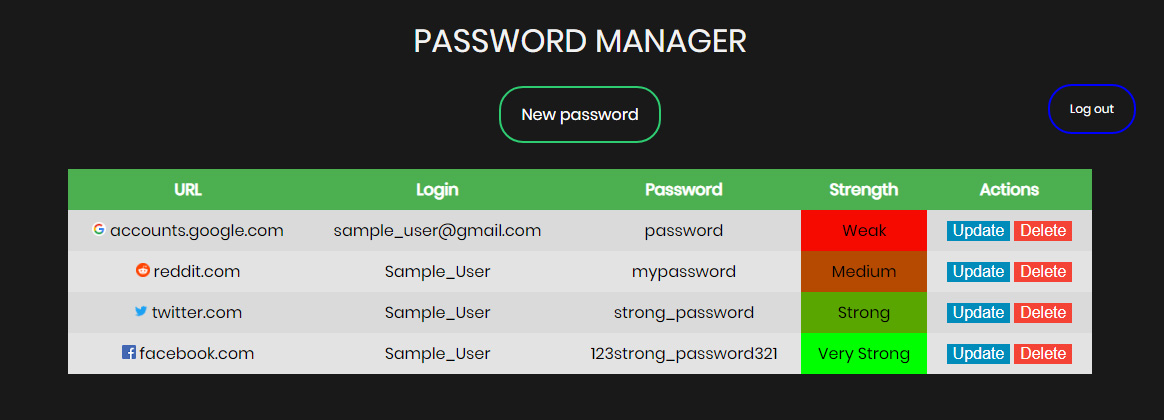 PASSWORD MANAGER
New password
Log out
URL Login Password Strength Actions
accounts.google.com sample_user@gmail.com password Weak Update Delete
reddit.com Sample_User mypassword Medium Update Delete
twitter.com Sample_User strong_password Strong Update Delete
facebook.com Sample_User 123strong_password321 Very Strong Update Delete